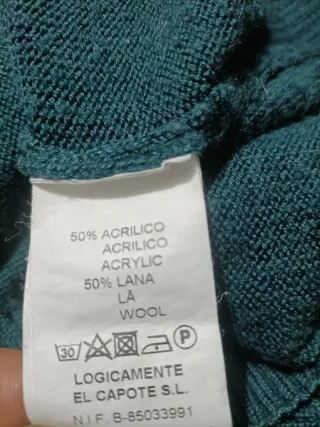 50% ACRILICO
ACRILICO
ACRYLIC
50% LANA
LÃ
WOOL
30 P
LOGICAMENTE
EL CAPOTE S.L.
N.I.F. B-85033991